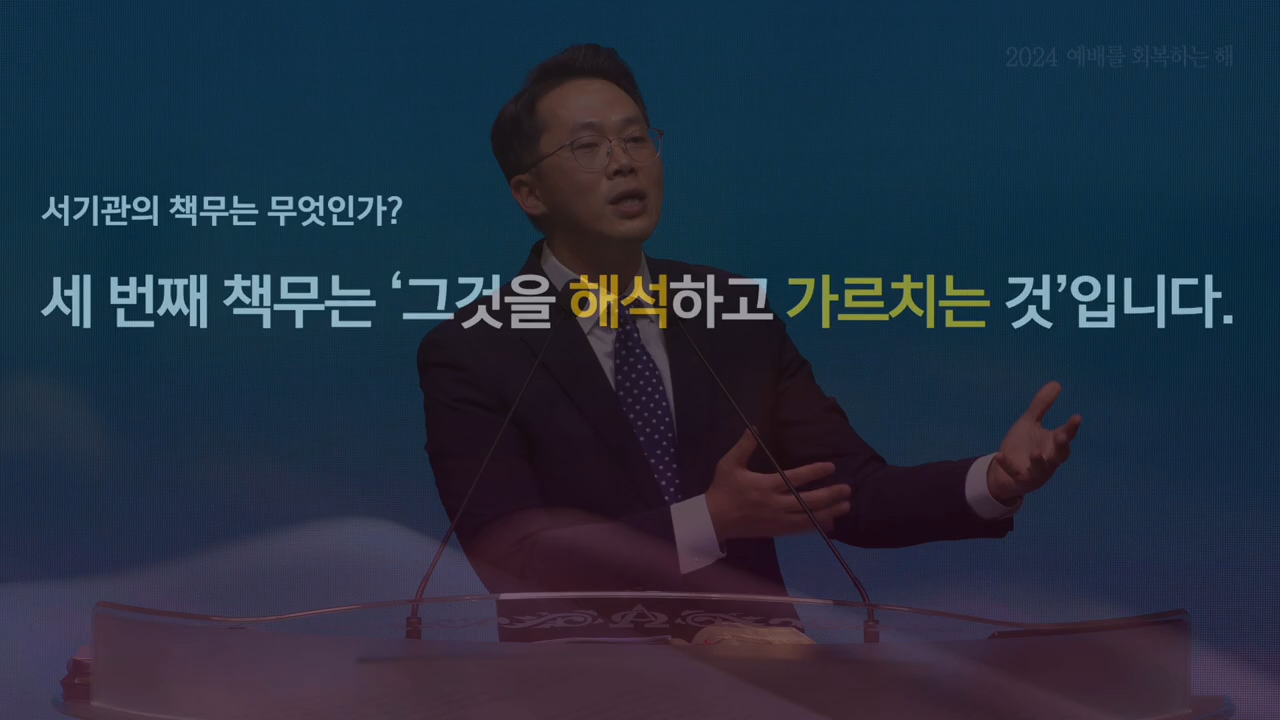 2024 예배를 회복하는 해
서기관의 책무는 무엇인가?
세 번째 책무는 ‘그것을 해석하고 가르치는 것’입니다.